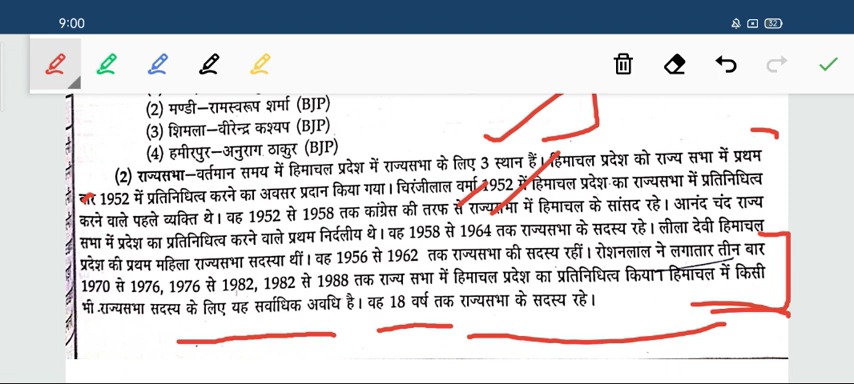 9:00
52
(2) मण्डी–रामस्वरूप शर्मा (BJP)
(3) शिमला–वीरेन्द्र कश्यप (BJP)
(4) हमीरपुर–अनुराग ठाकुर (BJP)
(2) राज्यसभा–वर्तमान समय में हिमाचल प्रदेश में राज्यसभा के लिए 3 स्थान हैं। हिमाचल प्रदेश को राज्य सभा में प्रथम
बार 1952 में प्रतिनिधित्व करने का अवसर प्रदान किया गया। चिरंजीलाल वर्मा 1952 में हिमाचल प्रदेश का राज्यसभा में प्रतिनिधित्व
करने वाले पहले व्यक्ति थे। वह 1952 से 1958 तक कांग्रेस की तरफ से राज्यसभा में हिमाचल के सांसद रहे। आनंद चंद राज्य
सभा में प्रदेश का प्रतिनिधित्व करने वाले प्रथम निर्दलीय थे। वह 1958 से 1964 तक राज्यसभा के सदस्य रहे। लीला देवी हिमाचल
प्रदेश की प्रथम महिला राज्यसभा सदस्या थीं। वह 1956 से 1962 तक राज्यसभा की सदस्य रहीं। रोशनलाल ने लगातार तीन बार
1970 से 1976, 1976 से 1982, 1982 से 1988 तक राज्य सभा में हिमाचल प्रदेश का प्रतिनिधित्व किया। हिमाचल में किसी
भी राज्यसभा सदस्य के लिए यह सर्वाधिक अवधि है। वह 18 वर्ष तक राज्यसभा के सदस्य रहे।